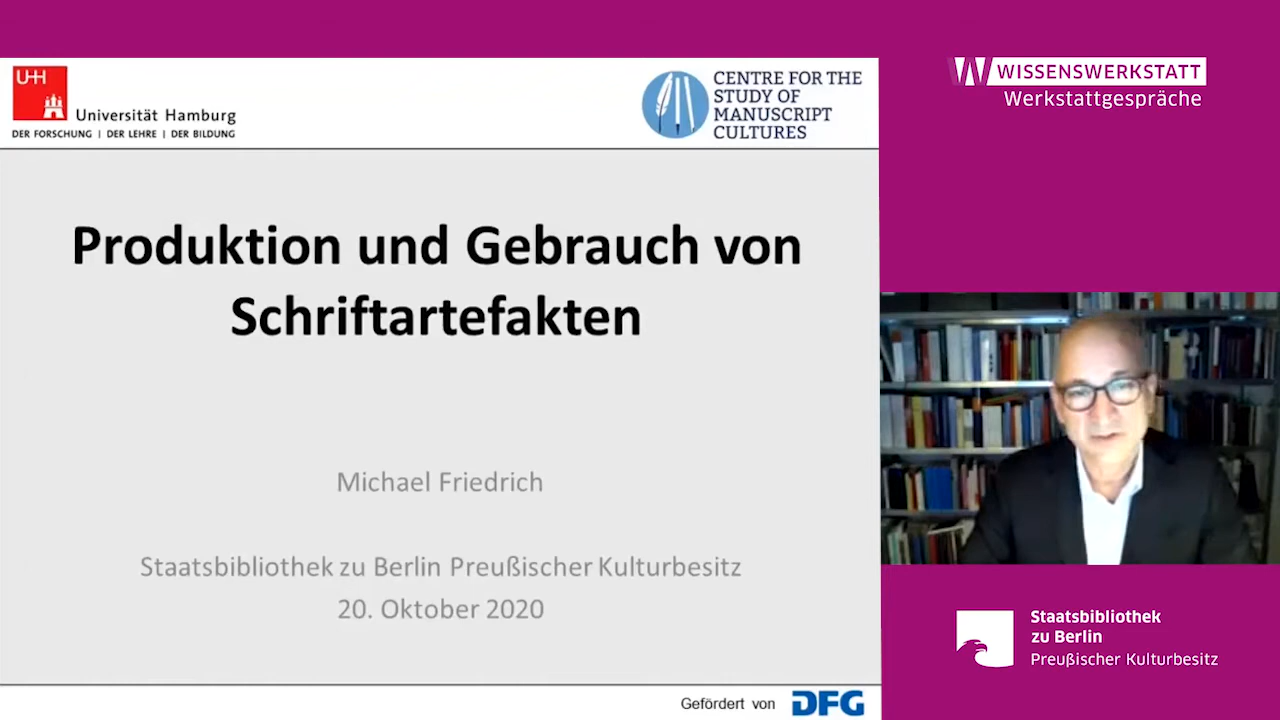 UHH
Universität Hamburg
DER FORSCHUNG | DER LEHRE | DER BILDUNG
CENTRE FOR THE
STUDY OF
MANUSCRIPT
CULTURES
Produktion und Gebrauch von
Schriftartefakten
Michael Friedrich
Staatsbibliothek zu Berlin Preußischer Kulturbesitz
20. Oktober 2020
Gefördert von DFG
WISSENSWERKSTATT
Werkstattgespräche
Staatsbibliothek
zu Berlin
Preußischer Kulturbesitz